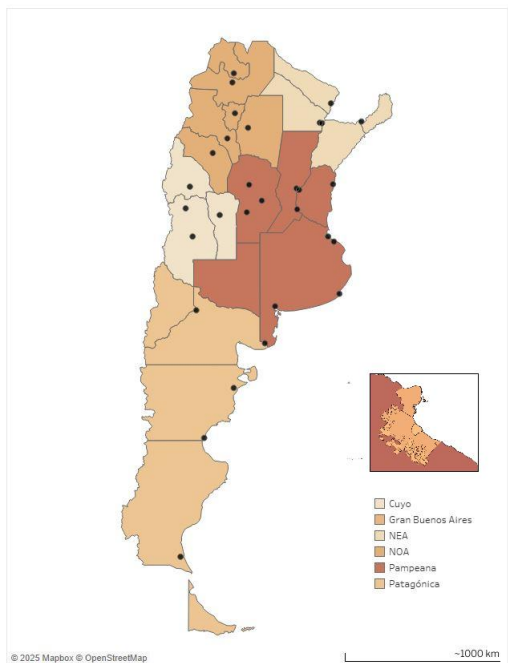 Cuyo
Gran Buenos Aires
NEA
NOA
Pampeana
Patagónica
© 2025 Mapbox © OpenStreetMap
~1000 km